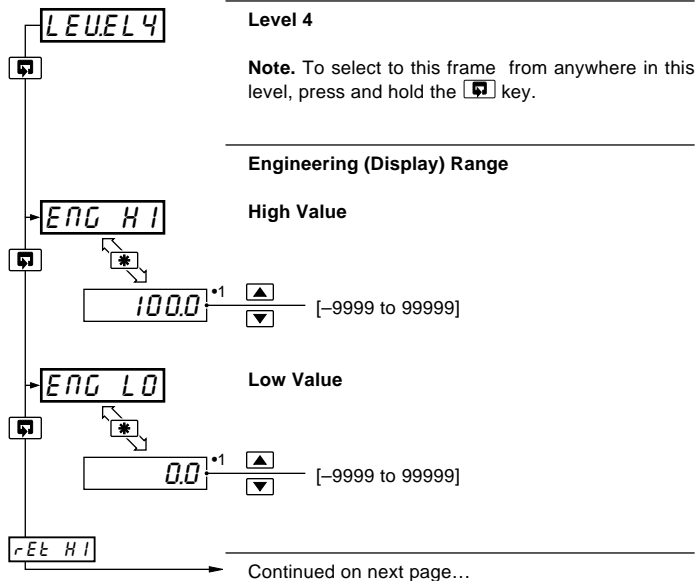 LEVEL 4
Level 4
Note. To select to this frame from anywhere in this
level, press and hold the key.
Engineering (Display) Range
ENG HI
High Value
100.0 •1
[–9999 to 99999]
ENG LO
Low Value
0.0 •1
[–9999 to 99999]
rEt HI
Continued on next page…